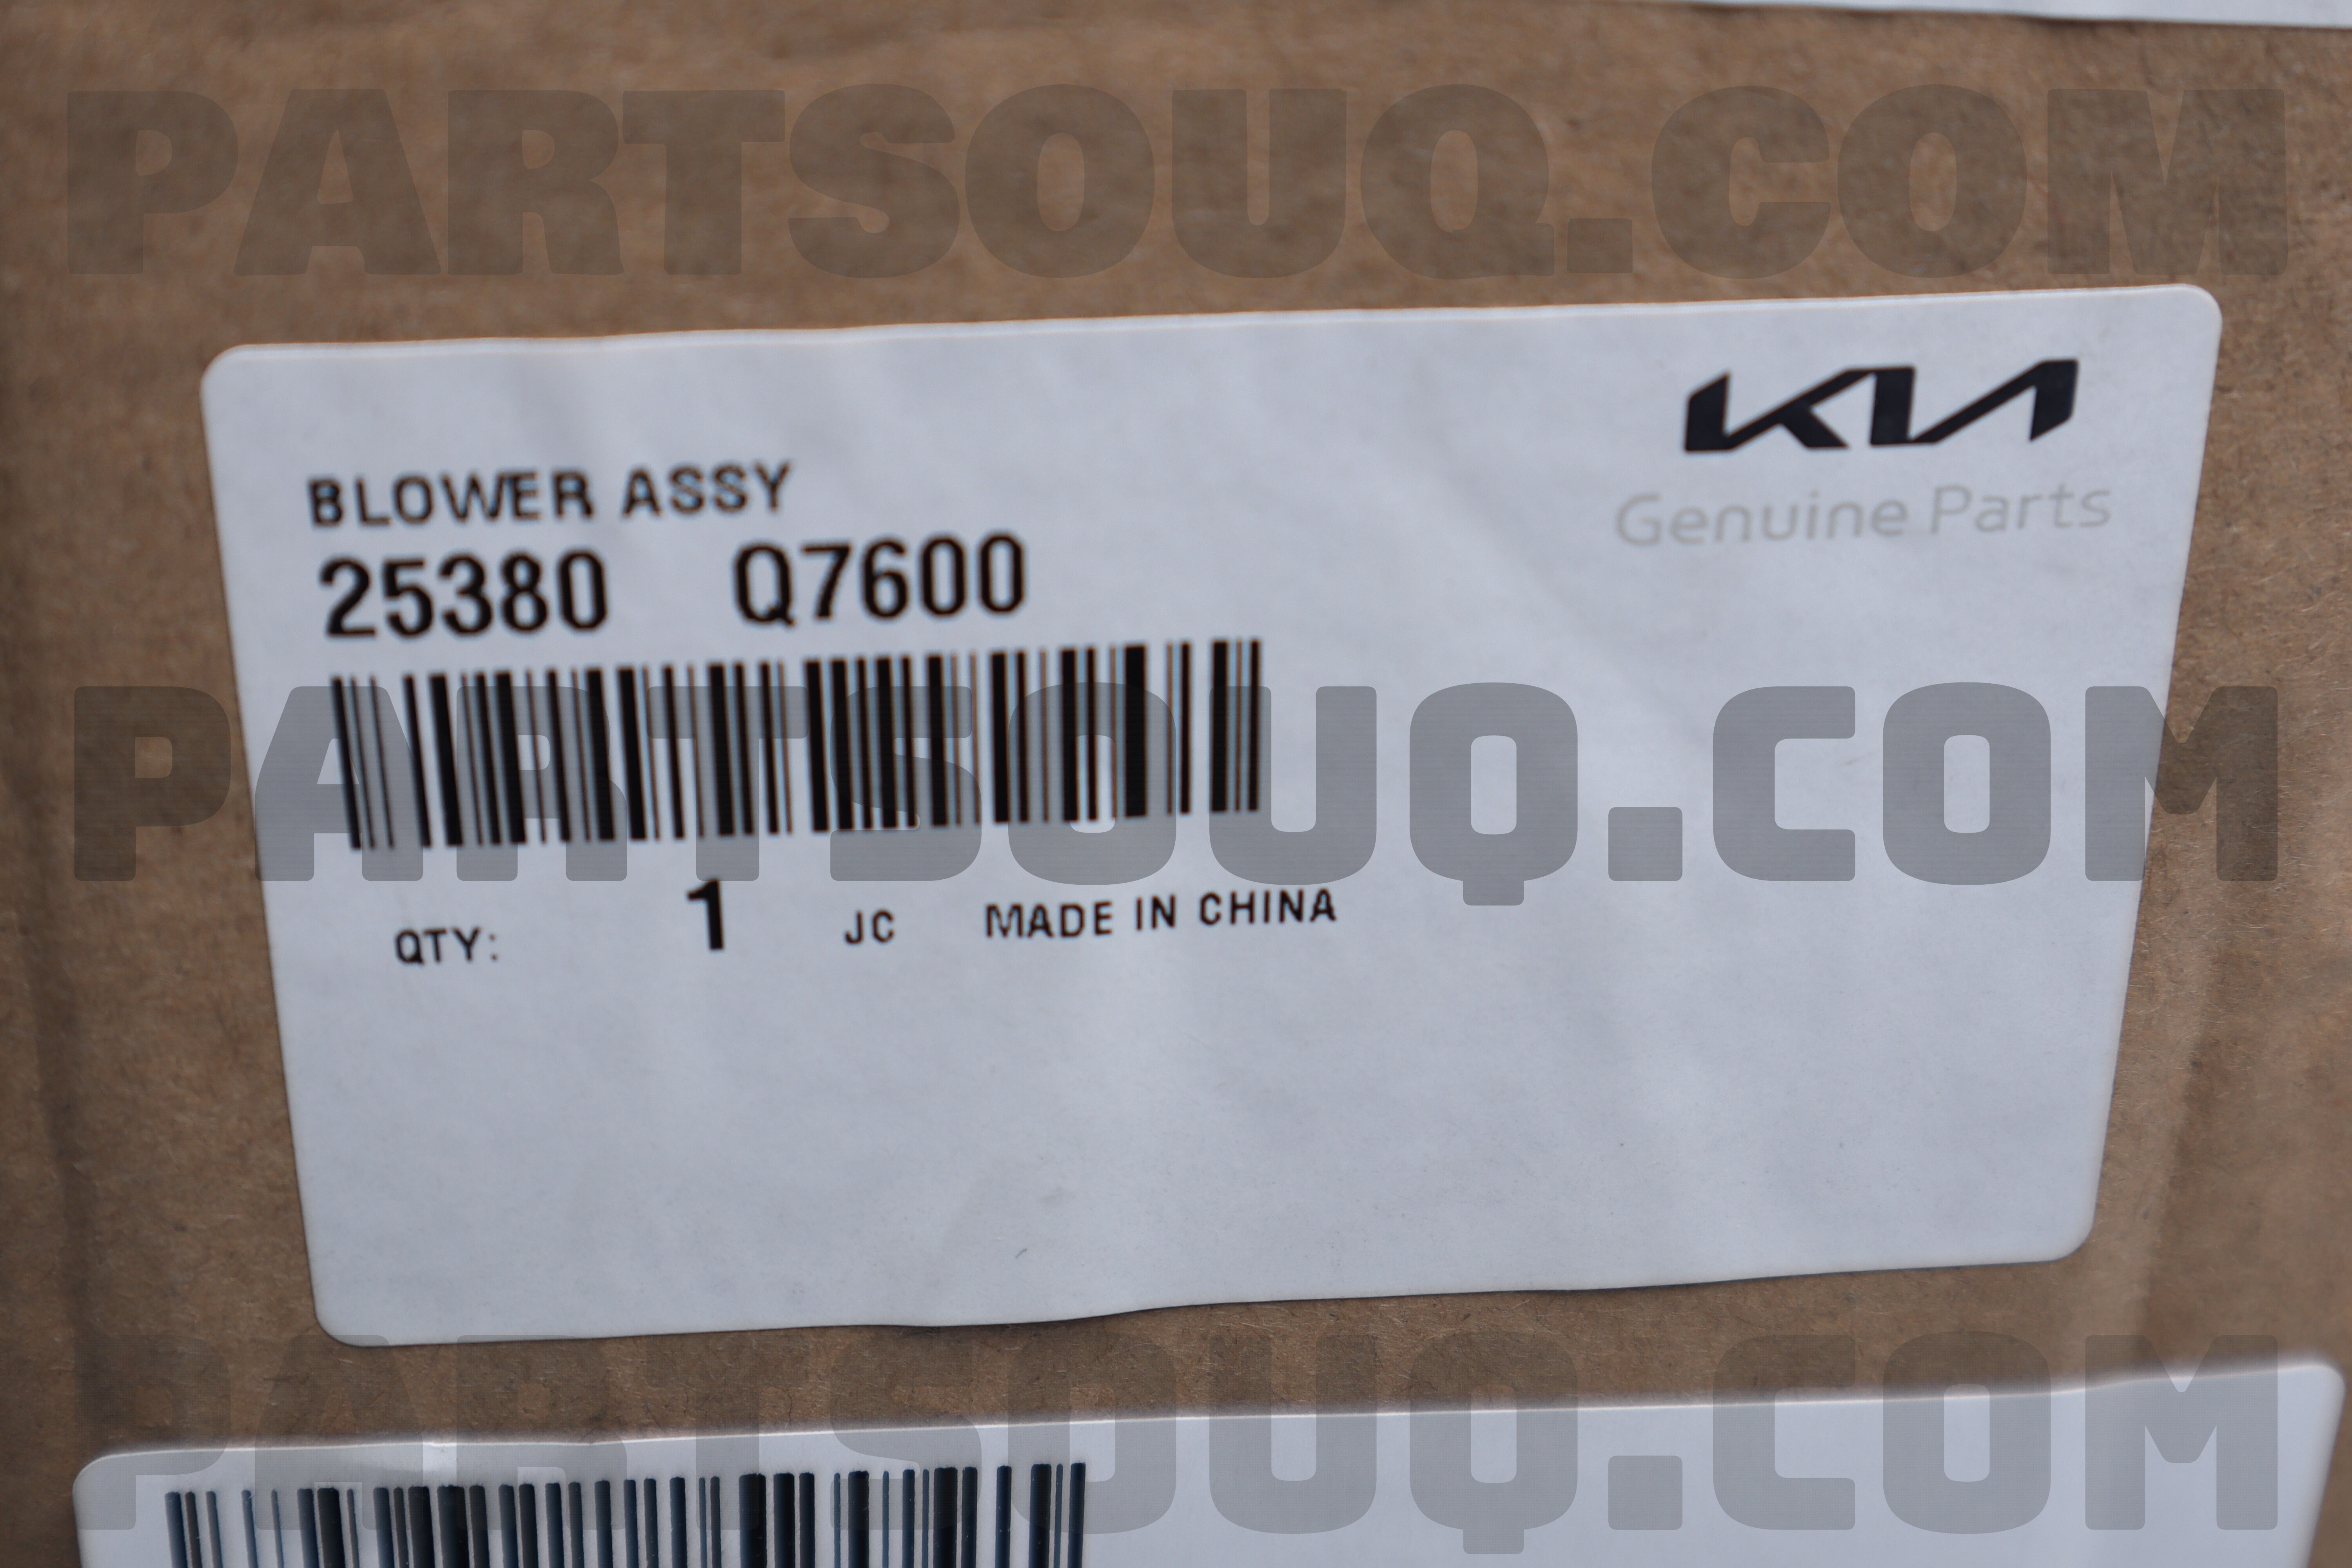 PARTSOUQ.COM
KIA
Genuine Parts
BLOWER ASSY
25380 Q7600
PARTSOUQ.COM
QTY: 1 JC MADE IN CHINA
PARTSOUQ.COM